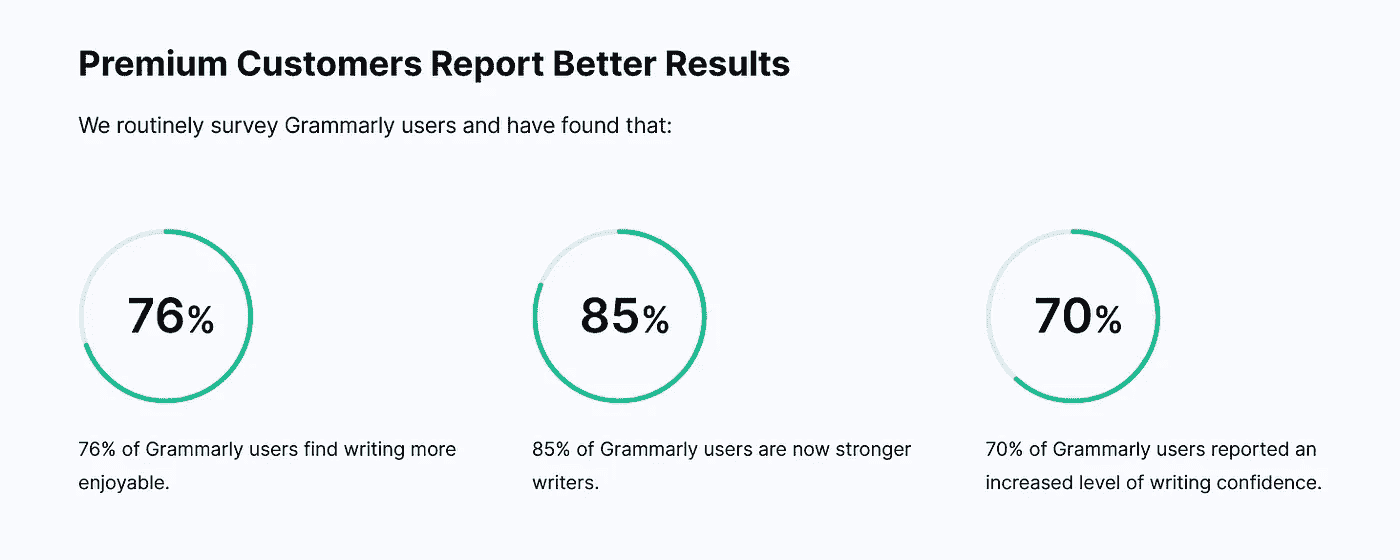 Premium Customers Report Better Results
We routinely survey Grammarly users and have found that:
76%
85%
70%
76% of Grammarly users find writing more
enjoyable.
85% of Grammarly users are now stronger
writers.
70% of Grammarly users reported an
increased level of writing confidence.